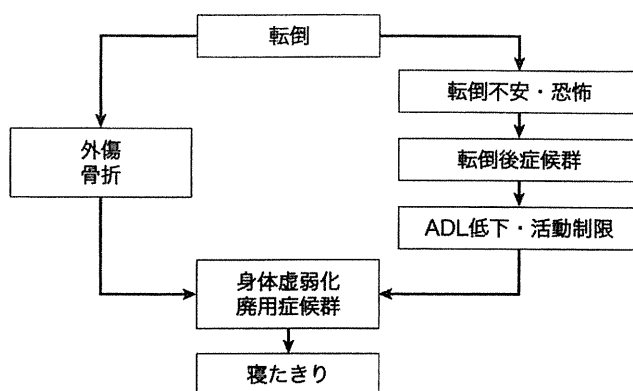 転倒
転倒不安・恐怖
外傷
骨折
転倒後症候群
ADL低下・活動制限
身体虚弱化
廃用症候群
寝たきり